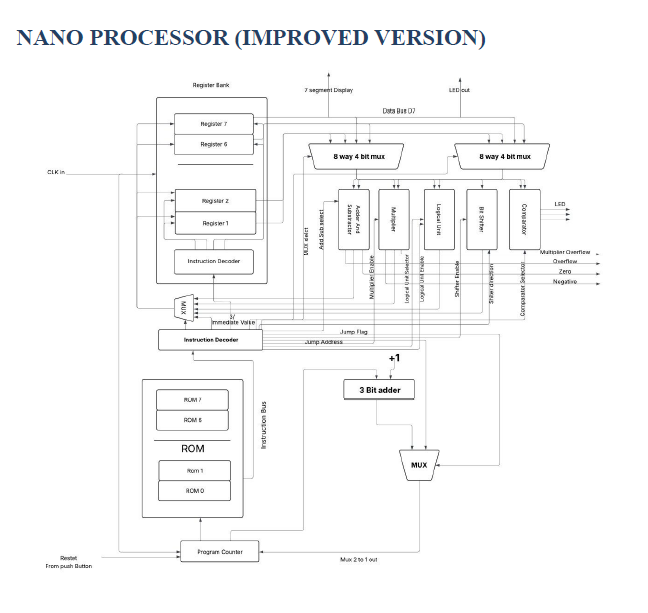 NANO PROCESSOR (IMPROVED VERSION)
Register Bank
7 segment Display
LED out
Data Bus D7
Register 7
Register 6
8 way 4 bit mux
8 way 4 bit mux
CLK in
Register 2
Register 1
Adder And
Substractor
Multiplier
Logical Unit
Bit Shifter
Comparator
LED
MUX select
Add Sub select
Instruction Decoder
Multiplier Overflow
Overflow
Zero
Negative
Multiplier Enable
Logical Unit Selector
Logical Unit Enable
Shifter Enable
Shifter direction
Comparator Selector
MUX
3/
Immediate Value
Instruction Decoder
Jump Flag
Jump Address
+1
3 Bit adder
ROM 7
ROM 6
ROM
Rom 1
ROM 0
Instruction Bus
MUX
Program Counter
Mux 2 to 1 out
Restet
From push Button